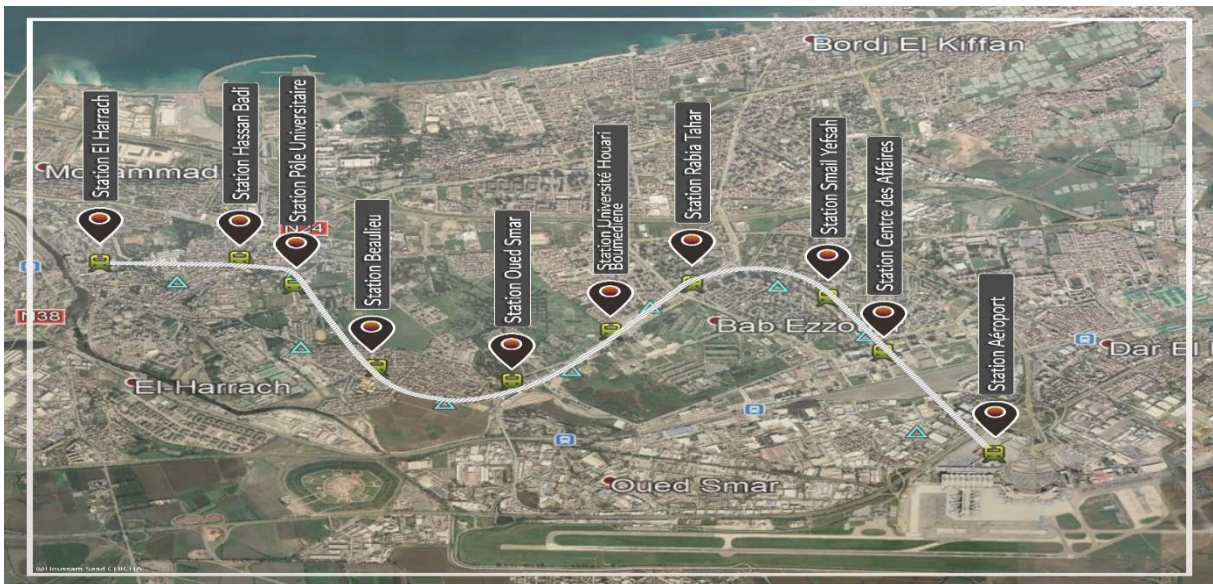 Bordj El Kiffan
Station El Harrach
Station Hassan Badi
Station Pôle Universitaire
Station Rabia Tahar
Station Smail Yefsah
Station Université Houari
Boumediene
Station Beaulieu
Station Oued Smar
Station Centre des Affaires
Station Aéroport
Mohammad
N24
N38
El Harrach
Bab Ezzouar
Dar El
Oued Smar